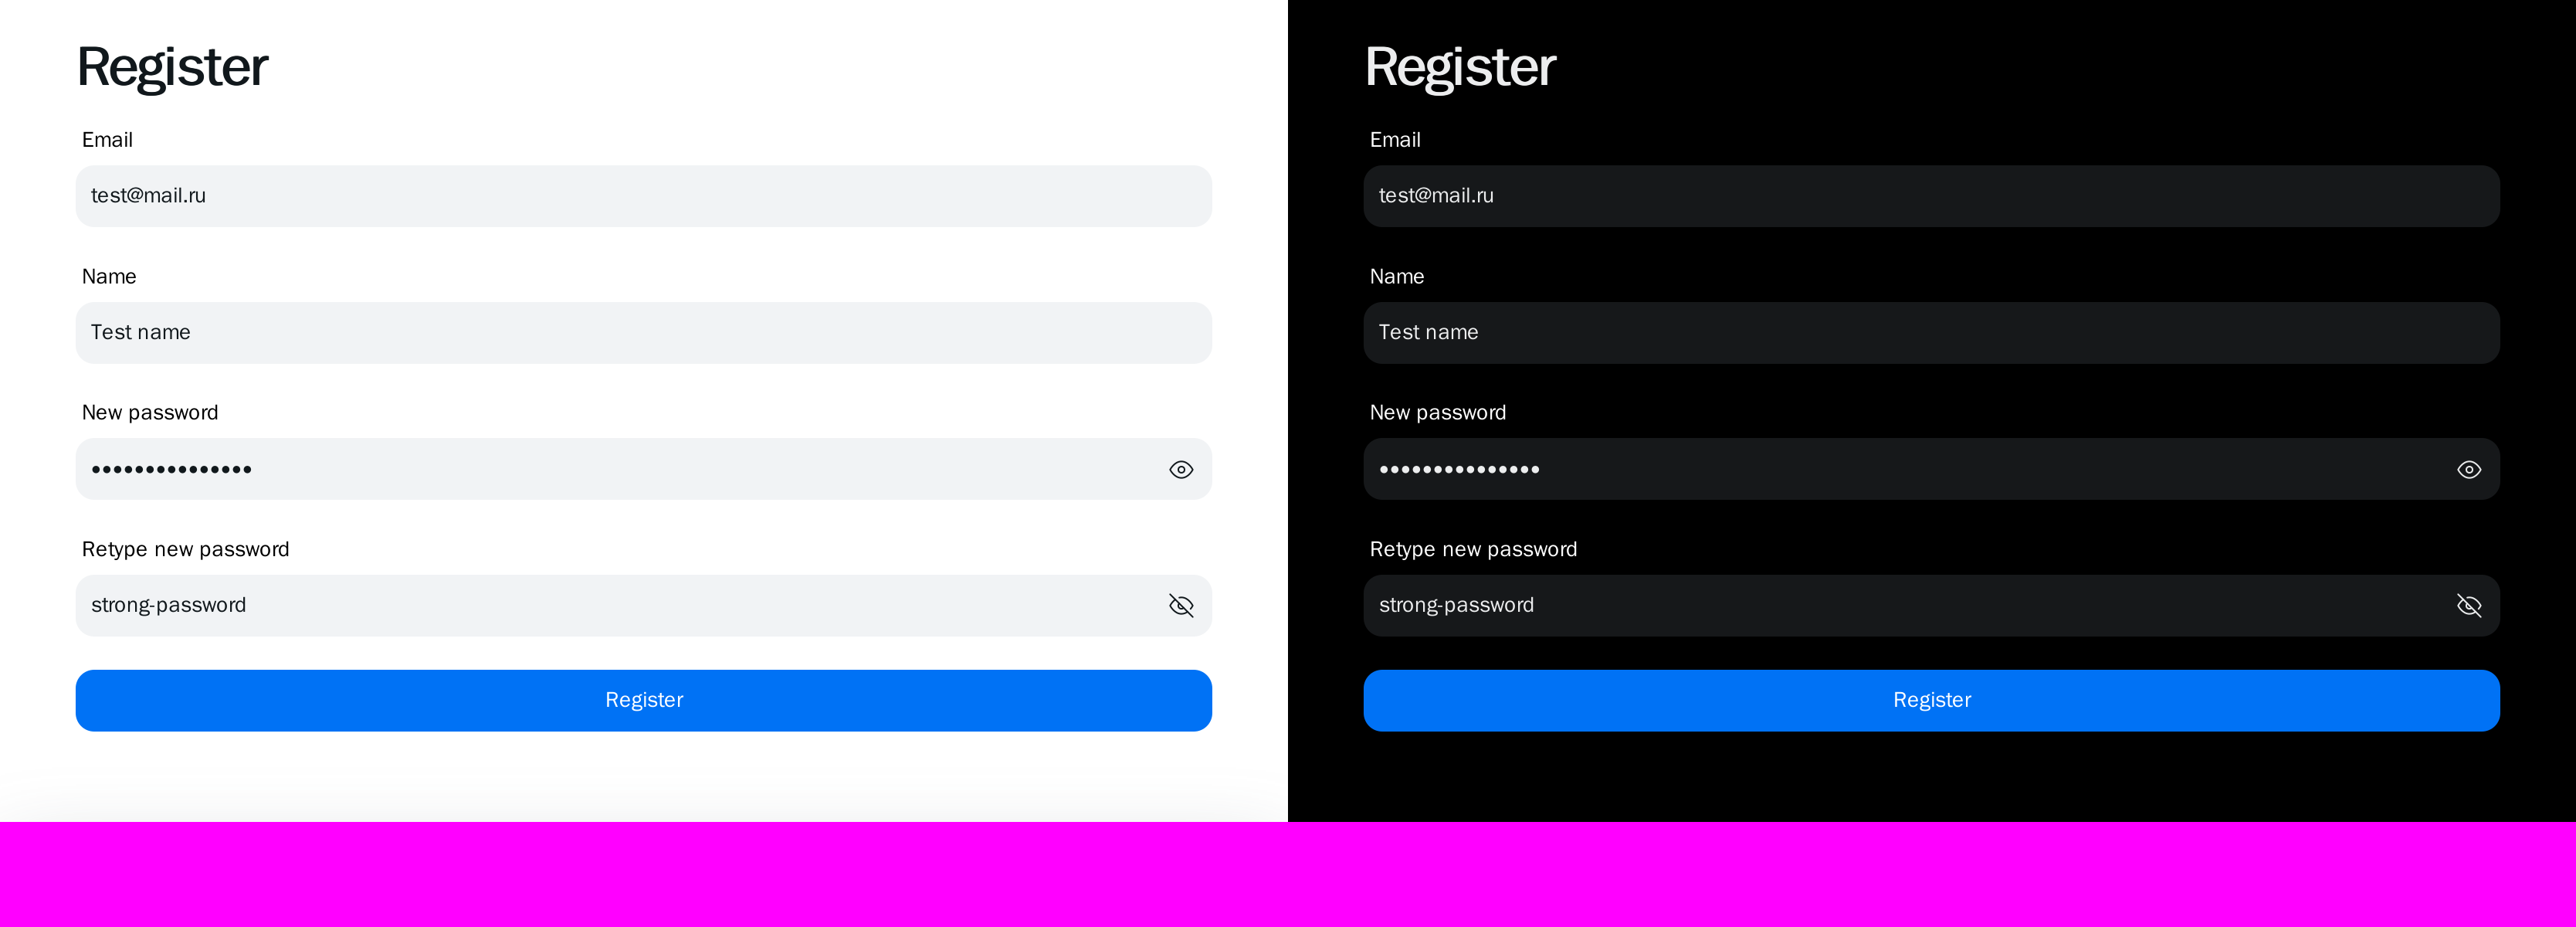 Register
Email
test@mail.ru
Name
Test name
New password
•••••••••••••••
Retype new password
strong-password
Register
Register
Email
test@mail.ru
Name
Test name
New password
•••••••••••••••
Retype new password
strong-password
Register